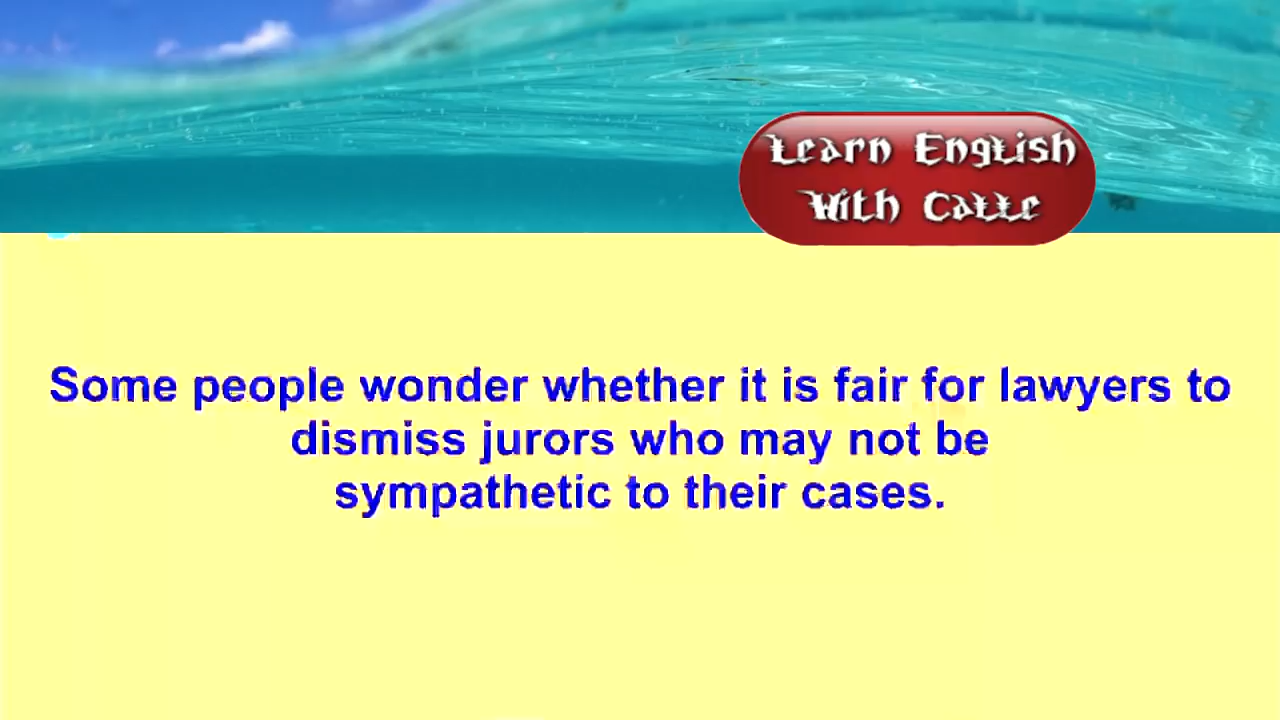 Learn English
With Catte
Some people wonder whether it is fair for lawyers to
dismiss jurors who may not be
sympathetic to their cases.